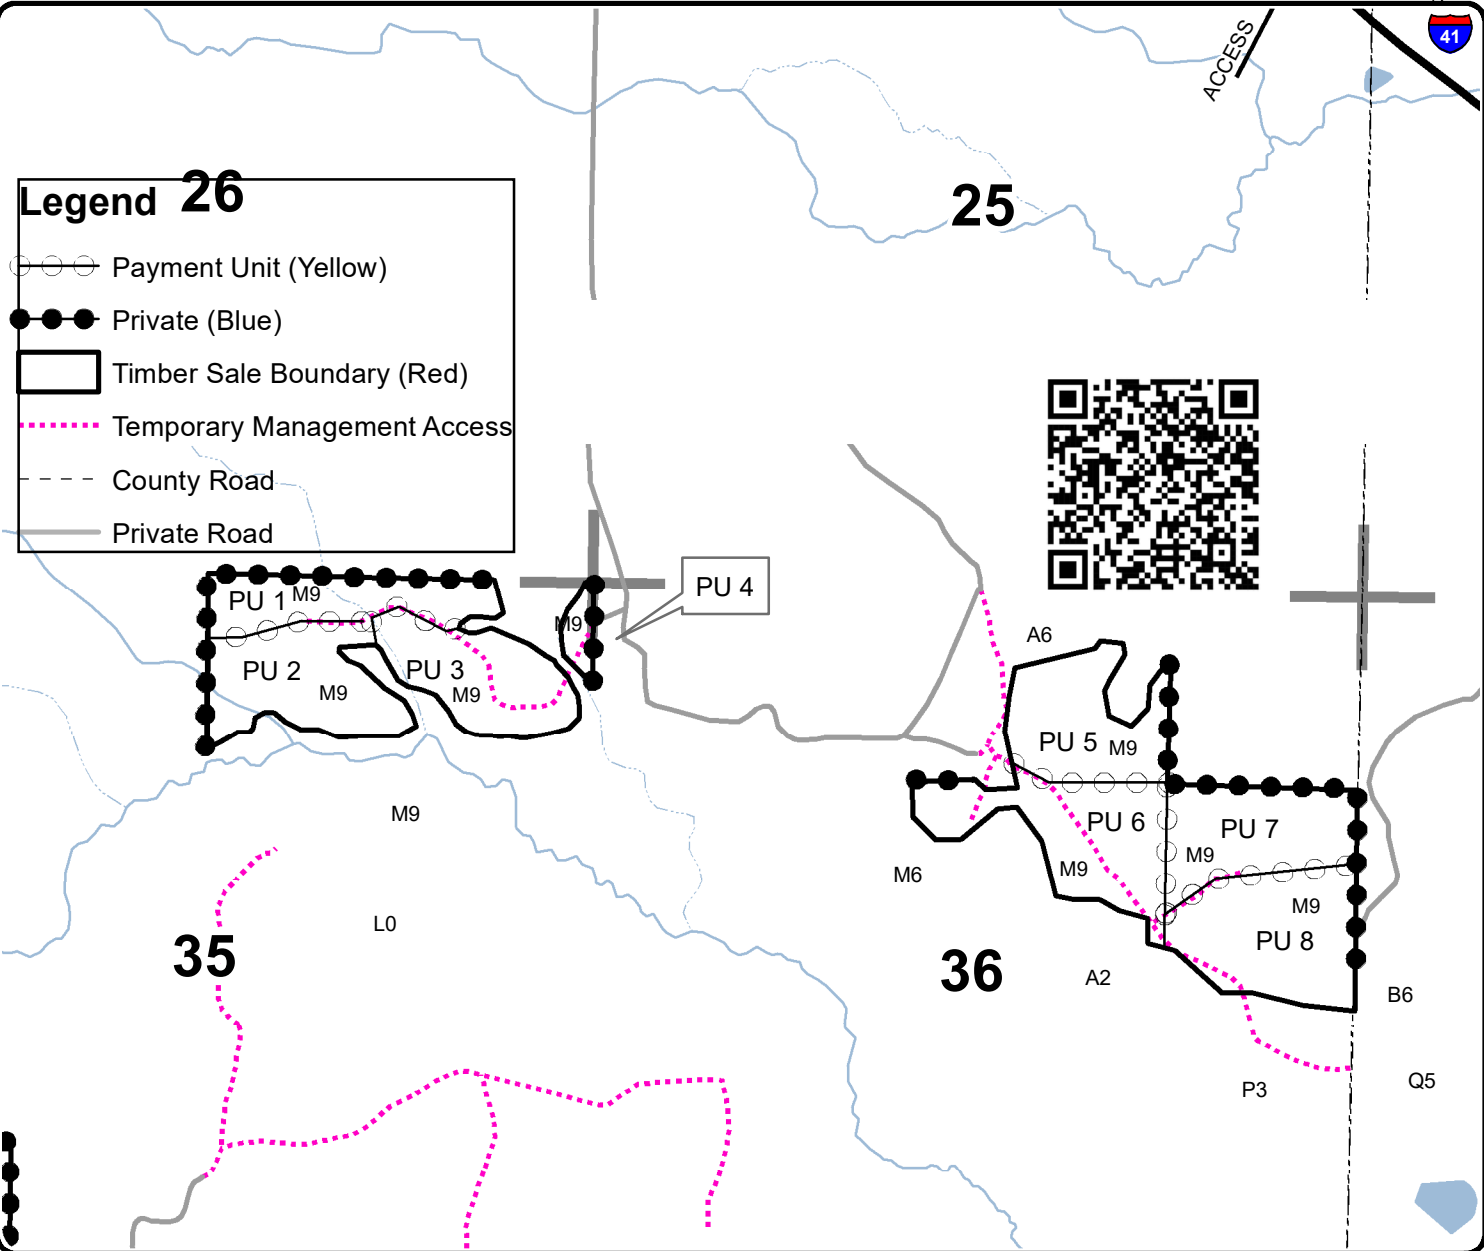 41
ACCESS
26
25
Legend
Payment Unit (Yellow)
Private (Blue)
Timber Sale Boundary (Red)
Temporary Management Access
County Road
Private Road
PU 1
M9
PU 4
M9
A6
PU 2
M9
PU 3
M9
PU 5
M9
M9
PU 6
PU 7
M9
M9
M6
M9
PU 8
L0
35
36
A2
B6
P3
Q5